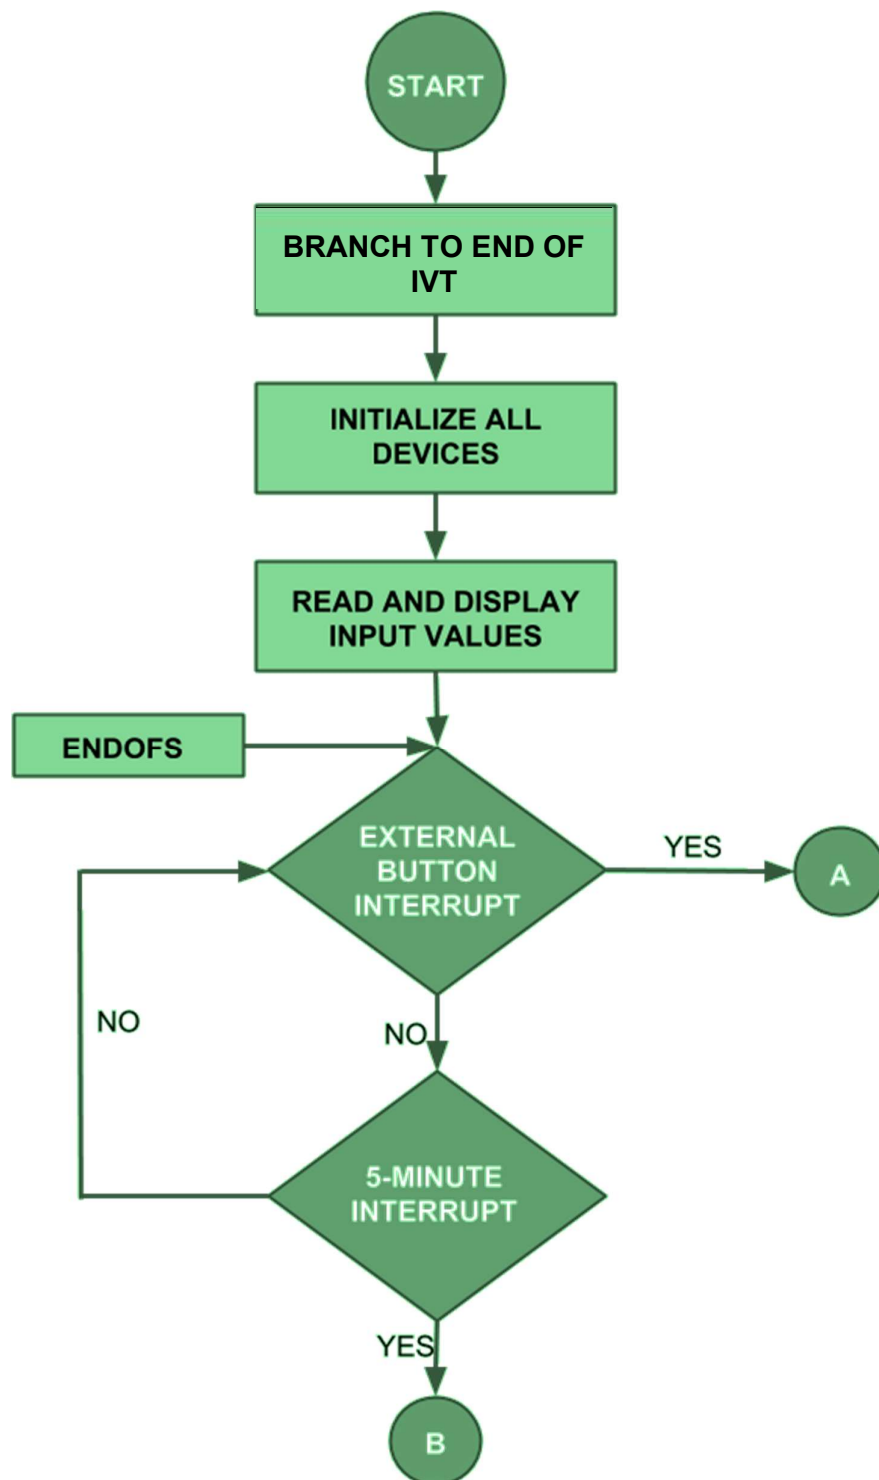 START
BRANCH TO END OF
IVT
INITIALIZE ALL
DEVICES
READ AND DISPLAY
INPUT VALUES
ENDOFS
EXTERNAL
BUTTON
INTERRUPT
YES
A
NO
NO
5-MINUTE
INTERRUPT
YES
B